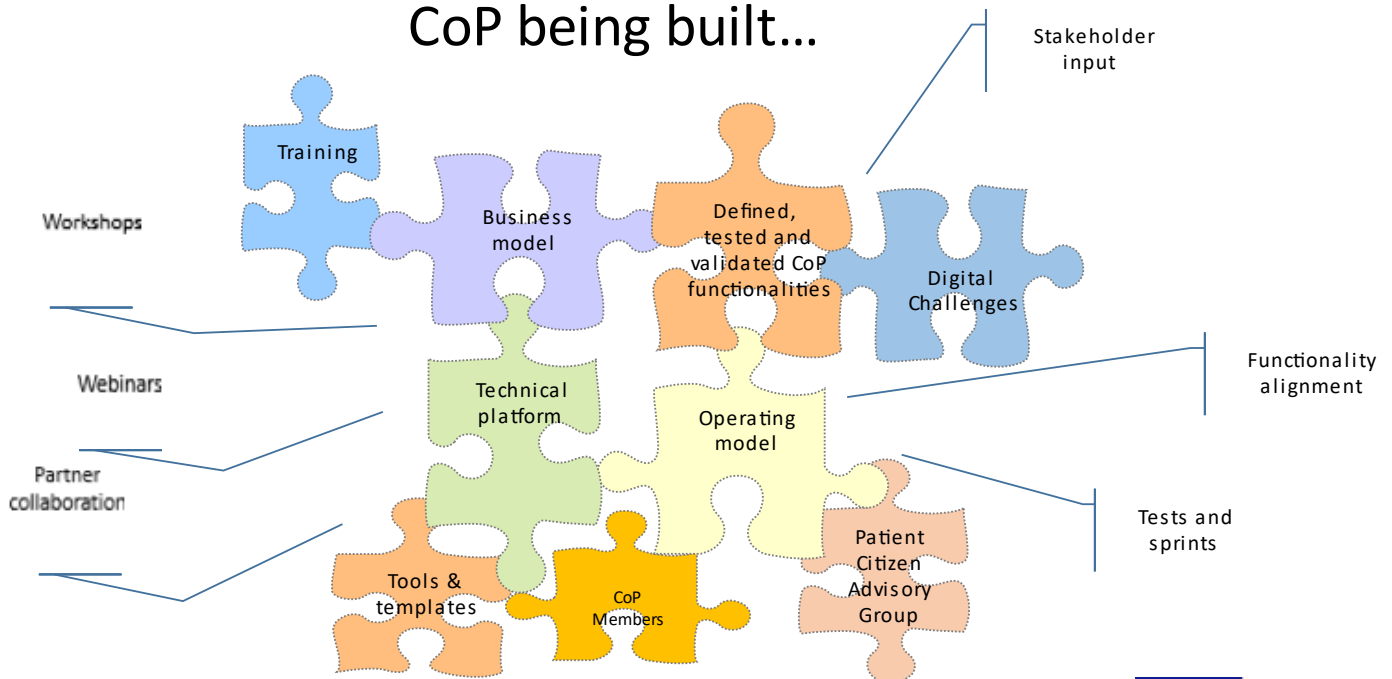 CoP being built…
Stakeholder
input
Training
Workshops
Business
model
Defined,
tested and
validated CoP
functionalities
Digital
Challenges
Webinars
Technical
platform
Operating
model
Functionality
alignment
Partner
collaboration
Tests and
sprints
Patient
Citizen
Advisory
Group
Tools &
templates
CoP
Members